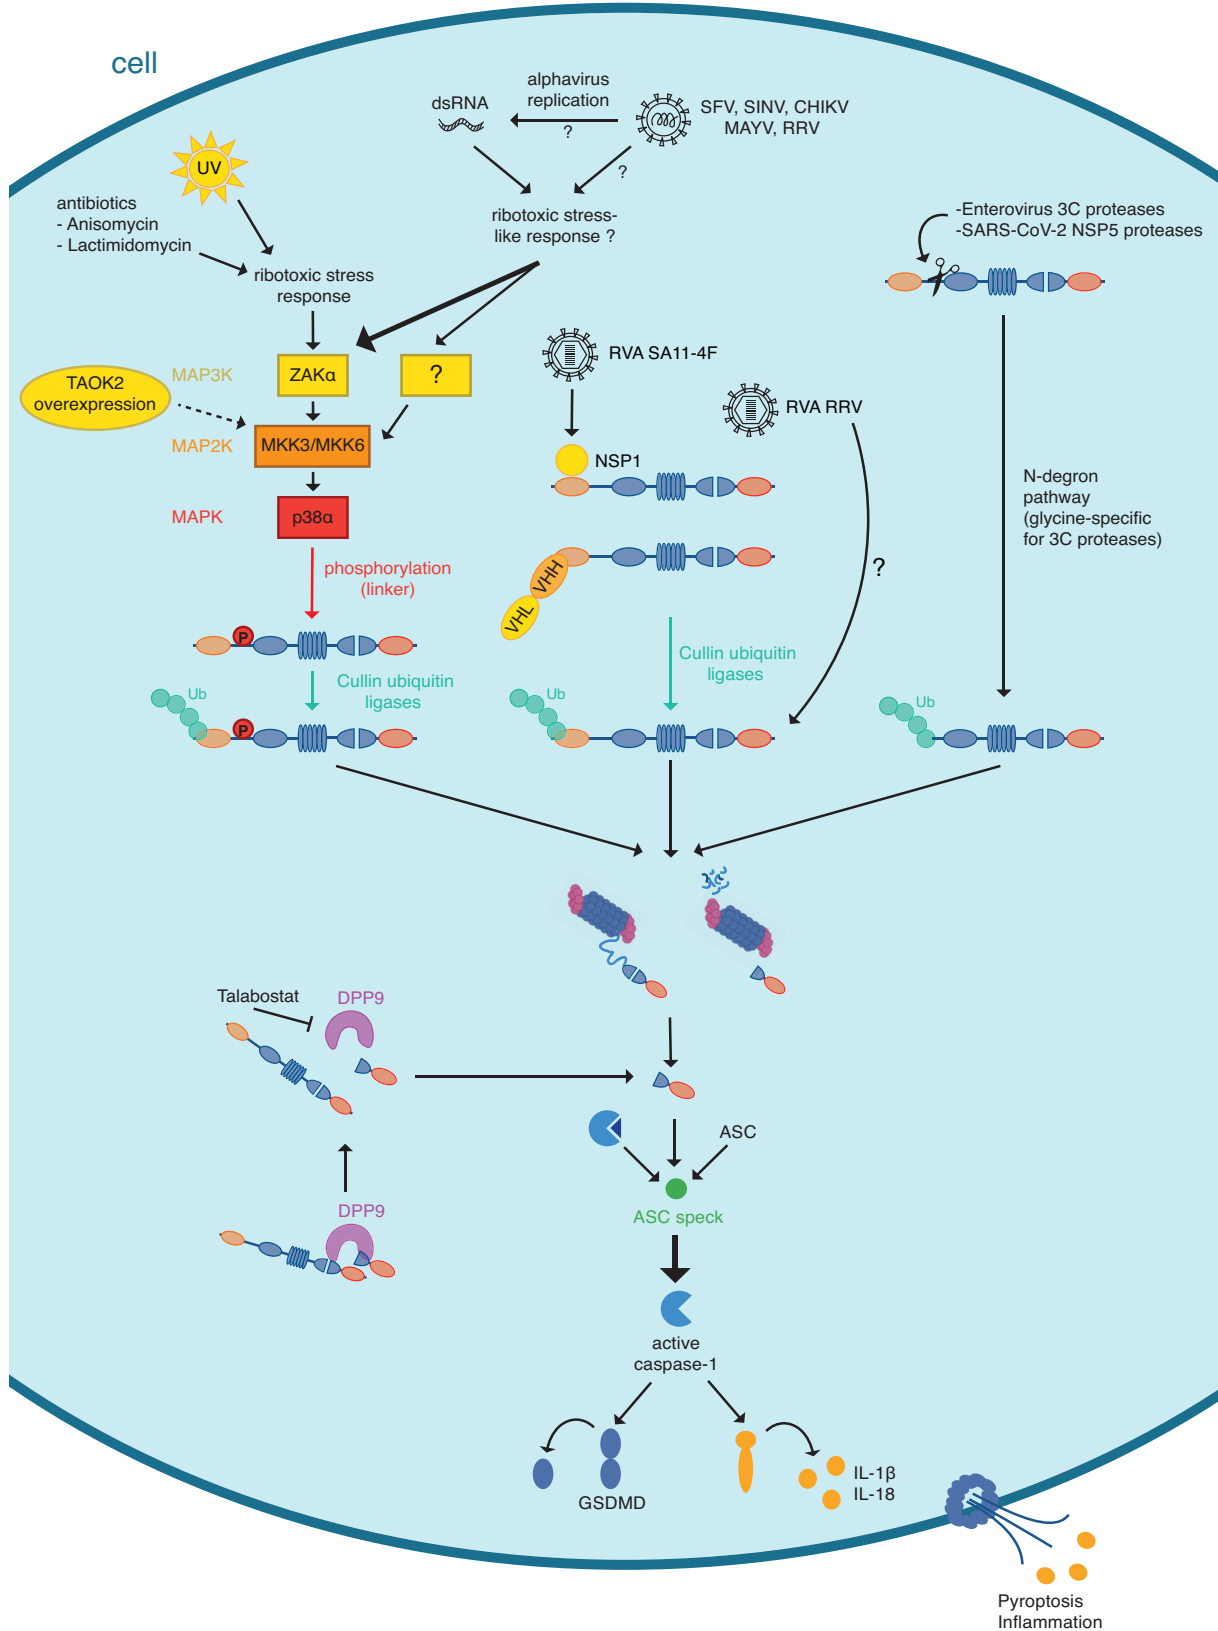 cell
alphavirus
replication
dsRNA
?
SFV, SINV, CHIKV
MAYV, RRV
?
UV
antibiotics
- Anisomycin
- Lactimidomycin
ribotoxic stress-
like response ?
-Enterovirus 3C proteases
-SARS-CoV-2 NSP5 proteases
ribotoxic stress
response
RVA SA11-4F
TAOK2
overexpression
MAP3K
ZAKα
?
RVA RRV
MAP2K
MKK3/MKK6
NSP1
MAPK
p38α
N-degron
pathway
(glycine-specific
for 3C proteases)
phosphorylation
(linker)
VHH
VHL
?
P
Cullin ubiquitin
ligases
Cullin ubiquitin
ligases
Ub
P
Ub
Ub
Talabostat
DPP9
ASC
DPP9
ASC speck
active
caspase-1
GSDMD
IL-1β
IL-18
Pyroptosis
Inflammation